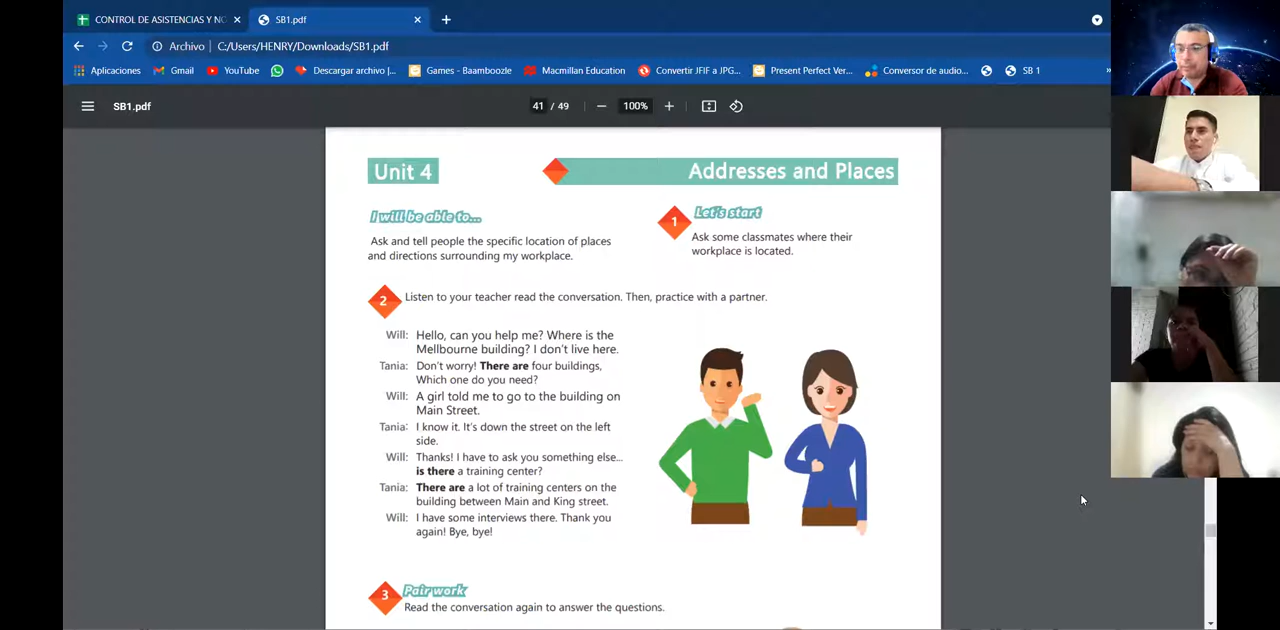 CONTROL DE ASISTENCIAS Y NO
SB1.pdf
Archivo C:/Users/HENRY/Downloads/SB1.pdf
Aplicaciones Gmail YouTube Descargar archivo |... Games - Baamboozle Macmillan Education Convertir JFIF a JPG... Present Perfect Ver... Conversor de audio... SB 1 »
SB1.pdf 41 / 49 100%
Unit 4
Addresses and Places
I will be able to...
Ask and tell people the specific location of places
and directions surrounding my workplace.
1 Let's start
Ask some classmates where their
workplace is located.
2 Listen to your teacher read the conversation. Then, practice with a partner.
Will: Hello, can you help me? Where is the
Mellbourne building? I don't live here.
Tania: Don't worry! There are four buildings,
Which one do you need?
Will: A girl told me to go to the building on
Main Street.
Tania: I know it. It's down the street on the left
side.
Will: Thanks! I have to ask you something else...
is there a training center?
Tania: There are a lot of training centers on the
building between Main and King street.
Will: I have some interviews there. Thank you
again! Bye, bye!
3 Pair work
Read the conversation again to answer the questions.